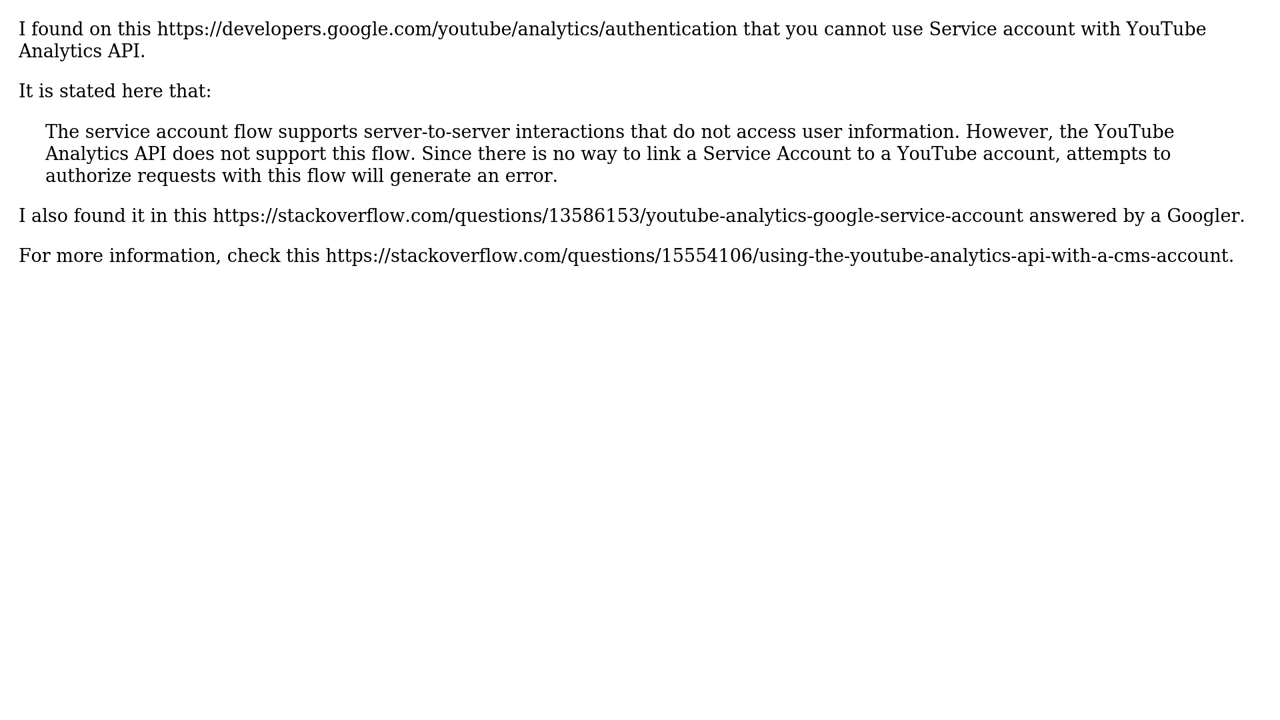 I found on this https://developers.google.com/youtube/analytics/authentication that you cannot use Service account with YouTube
Analytics API.
It is stated here that:
The service account flow supports server-to-server interactions that do not access user information. However, the YouTube
Analytics API does not support this flow. Since there is no way to link a Service Account to a YouTube account, attempts to
authorize requests with this flow will generate an error.
I also found it in this https://stackoverflow.com/questions/13586153/youtube-analytics-google-service-account answered by a Googler.
For more information, check this https://stackoverflow.com/questions/15554106/using-the-youtube-analytics-api-with-a-cms-account.